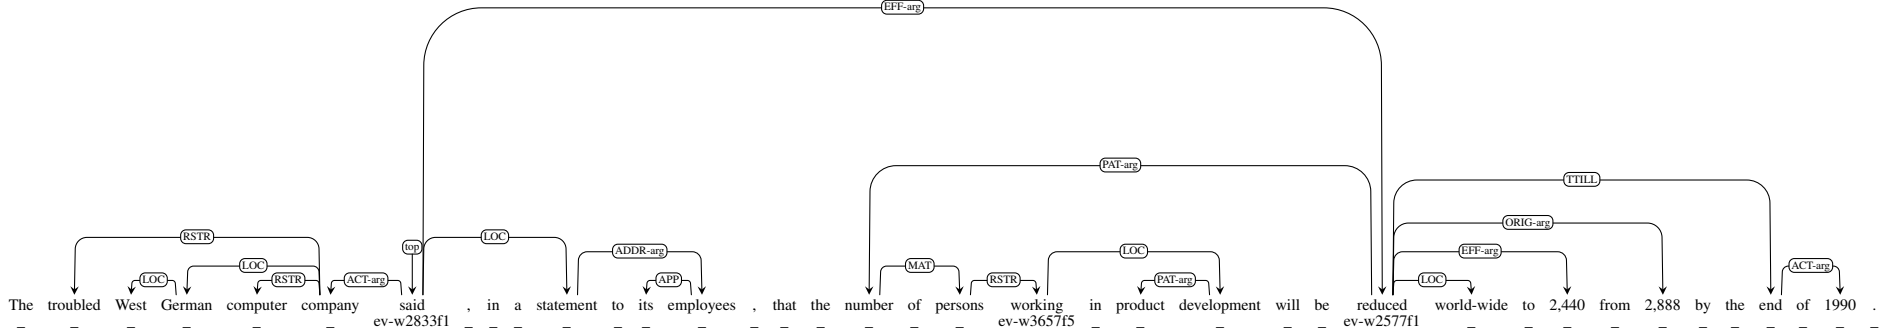 EFF-arg
PAT-arg
TTILL
ORIG-arg
RSTR top LOC
ADDR-arg LOC EFF-arg
LOC MAT ACT-arg
LOC RSTR ACT-arg APP RSTR PAT-arg LOC
The troubled West German computer company said , in a statement to its employees , that the number of persons working in product development will be reduced world-wide to 2,440 from 2,888 by the end of 1990 .
_ _ _ _ _ _ ev-w2833f1 _ _ _ _ _ _ _ _ _ _ _ _ _ ev-w3657f5 _ _ _ _ _ ev-w2577f1 _ _ _ _ _ _ _ _ _ _ _